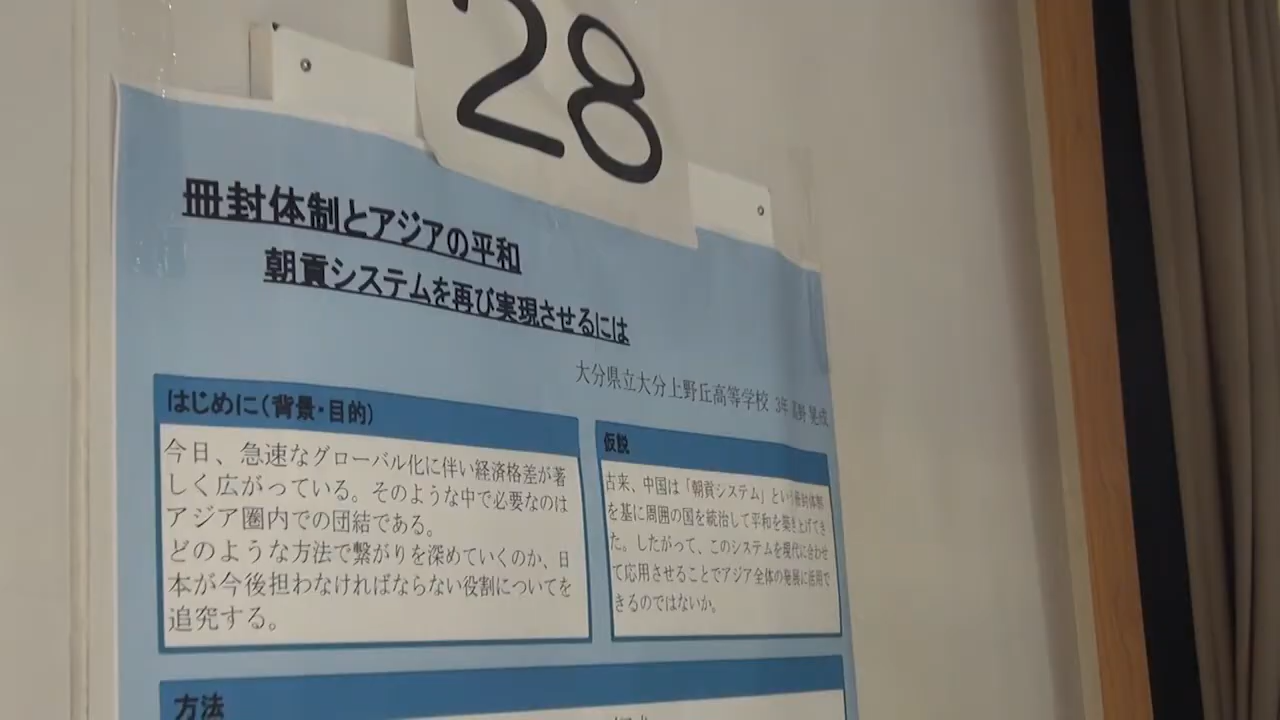 28
冊封体制とアジアの平和
朝貢システムを再び実現させるには
大分県立大分上野丘高等学校 3年
はじめに（背景・目的）
今日、急速なグローバル化に伴い経済格差が著
しく広がっている。そのような中で必要なのは
アジア圏内での団結である。
どのような方法で繋がりを深めていくのか、日
本が今後担わなければならない役割についてを
追究する。
仮説
古来、中国は「朝貢システム」という冊封体制
を基に周囲の国を統治して平和を築き上げてき
た。したがって、このシステムを現代に合わせ
て応用させることでアジア全体の発展に活用で
きるのではないか。
方法